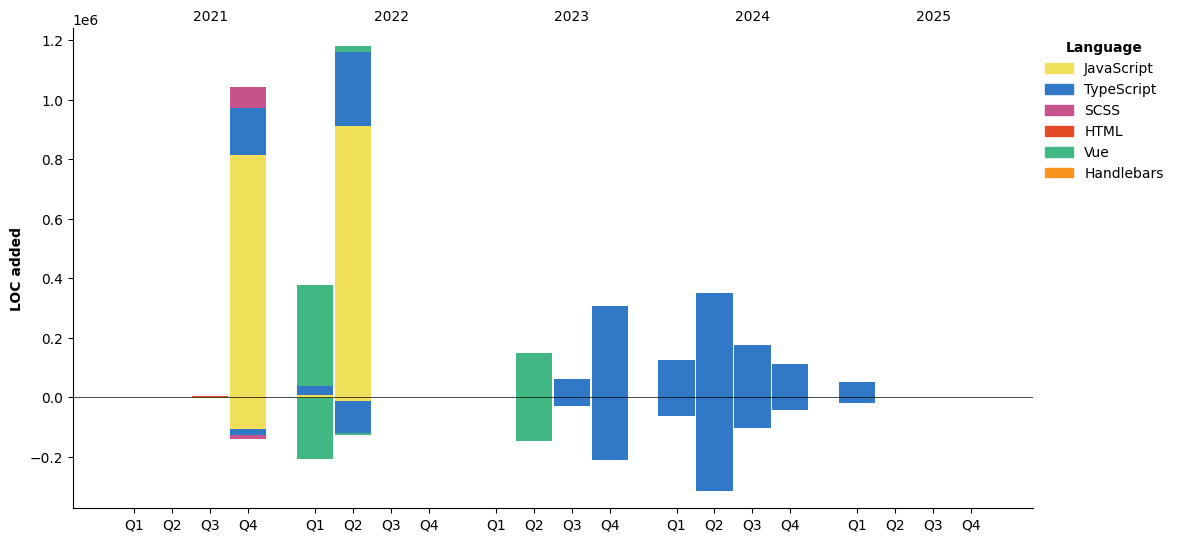 1e6
2021 2022 2023 2024 2025
1.2
1.0
0.8
0.6
0.4
0.2
0.0
−0.2
LOC added
Q1 Q2 Q3 Q4 Q1 Q2 Q3 Q4 Q1 Q2 Q3 Q4 Q1 Q2 Q3 Q4 Q1 Q2 Q3 Q4
Language
JavaScript
TypeScript
SCSS
HTML
Vue
Handlebars